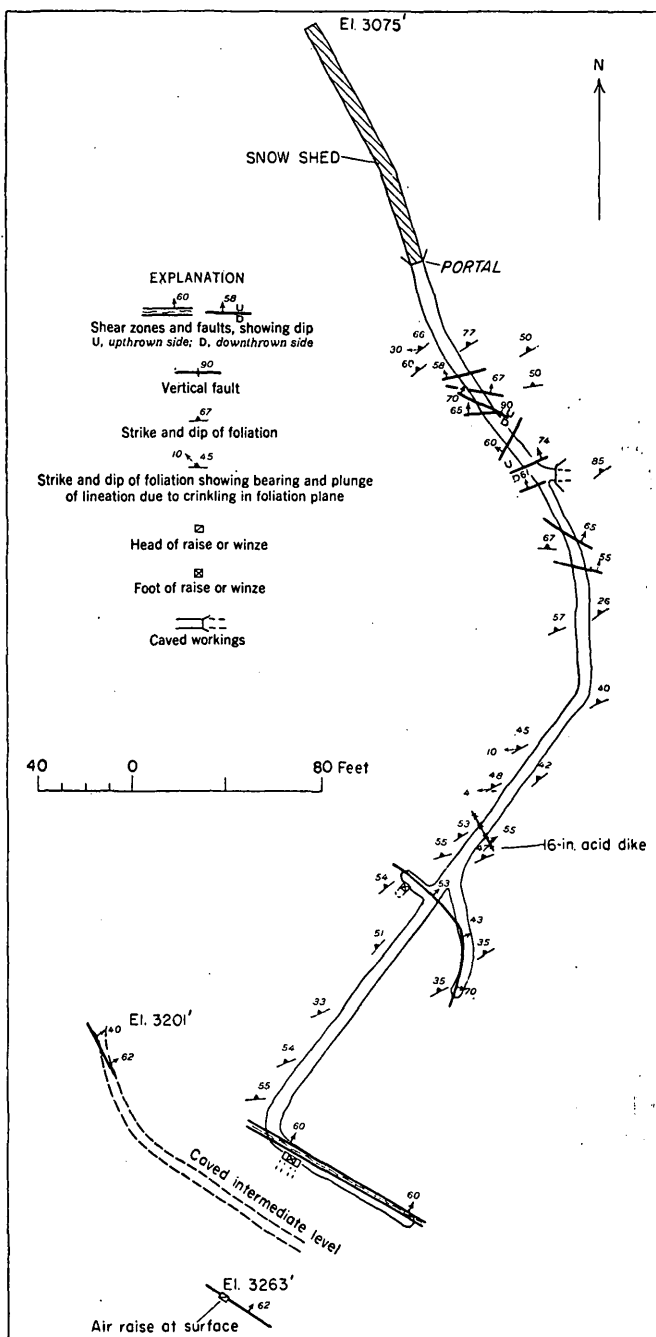 El. 3075'
N
SNOW SHED
PORTAL
EXPLANATION
60 58 U D
Shear zones and faults, showing dip
U, upthrown side; D, downthrown side
90
Vertical fault
67
Strike and dip of foliation
10 45
Strike and dip of foliation showing bearing and plunge
of lineation due to crinkling in foliation plane
Head of raise or winze
Foot of raise or winze
Caved workings
66 77 50
30
60 58 67 50
70
65 90 U D
60 74
U 85
D 61
65
67
55
26
57
40
40 0 80 Feet
45
10
42
48
4
53
55
55
47
16-in. acid dike
54 53
43
51
35
35
70
33
El. 3201'
40
62
54
55
60
60
Caved intermediate level
El. 3263'
62
Air raise at surface